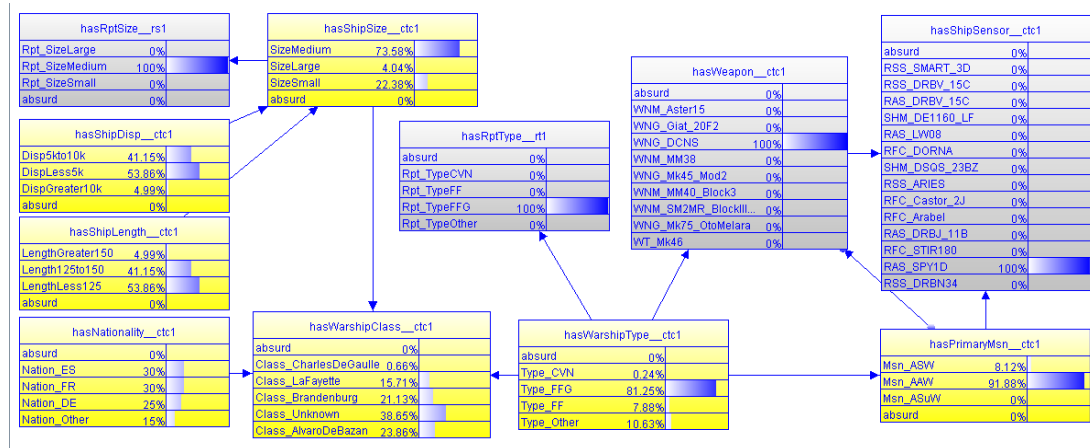 hasRptSize__rs1
Rpt_SizeLarge 0%
Rpt_SizeMedium 100%
Rpt_SizeSmall 0%
absurd 0%
hasShipSize__ctc1
SizeMedium 73.58%
SizeLarge 4.04%
SizeSmall 22.38%
absurd 0%
hasShipDisp__ctc1
Disp5kto10k 41.15%
DispLess5k 53.86%
DispGreater10k 4.99%
absurd 0%
hasShipLength__ctc1
LengthGreater150 4.99%
Length125to150 41.15%
LengthLess125 53.86%
absurd 0%
hasNationality__ctc1
absurd 0%
Nation_ES 30%
Nation_FR 30%
Nation_DE 25%
Nation_Other 15%
hasWarshipClass__ctc1
absurd 0%
Class_CharlesDeGaulle 0.66%
Class_LaFayette 15.71%
Class_Brandenburg 21.13%
Class_Unknown 38.65%
Class_AlvaroDeBazan 23.86%
hasRptType__rt1
absurd 0%
Rpt_TypeCVN 0%
Rpt_TypeFF 0%
Rpt_TypeFFG 100%
Rpt_TypeOther 0%
hasWarshipType__ctc1
absurd 0%
Type_CVN 0.24%
Type_FFG 81.25%
Type_FF 7.88%
Type_Other 10.63%
hasWeapon__ctc1
absurd 0%
WNM_Aster15 0%
WNG_Giat_20F2 0%
WNG_DCNS 100%
WNM_MM38 0%
WNG_Mk45_Mod2 0%
WNM_MM40_Block3 0%
WNM_SM2MR_BlockIII... 0%
WNG_Mk75_OtoMelara 0%
WT_Mk46 0%
hasShipSensor__ctc1
absurd 0%
RSS_SMART_3D 0%
RSS_DRBV_15C 0%
RAS_DRBV_15C 0%
SHM_DE1160_LF 0%
RAS_LW08 0%
RFC_DORNA 0%
SHM_DSQS_23BZ 0%
RSS_ARIES 0%
RFC_Castor_2J 0%
RFC_Arabel 0%
RAS_DRBJ_11B 0%
RFC_STIR180 0%
RAS_SPY1D 100%
RSS_DRBN34 0%
hasPrimaryMsn__ctc1
Msn_ASW 8.12%
Msn_AAW 91.88%
Msn_ASuW 0%
absurd 0%